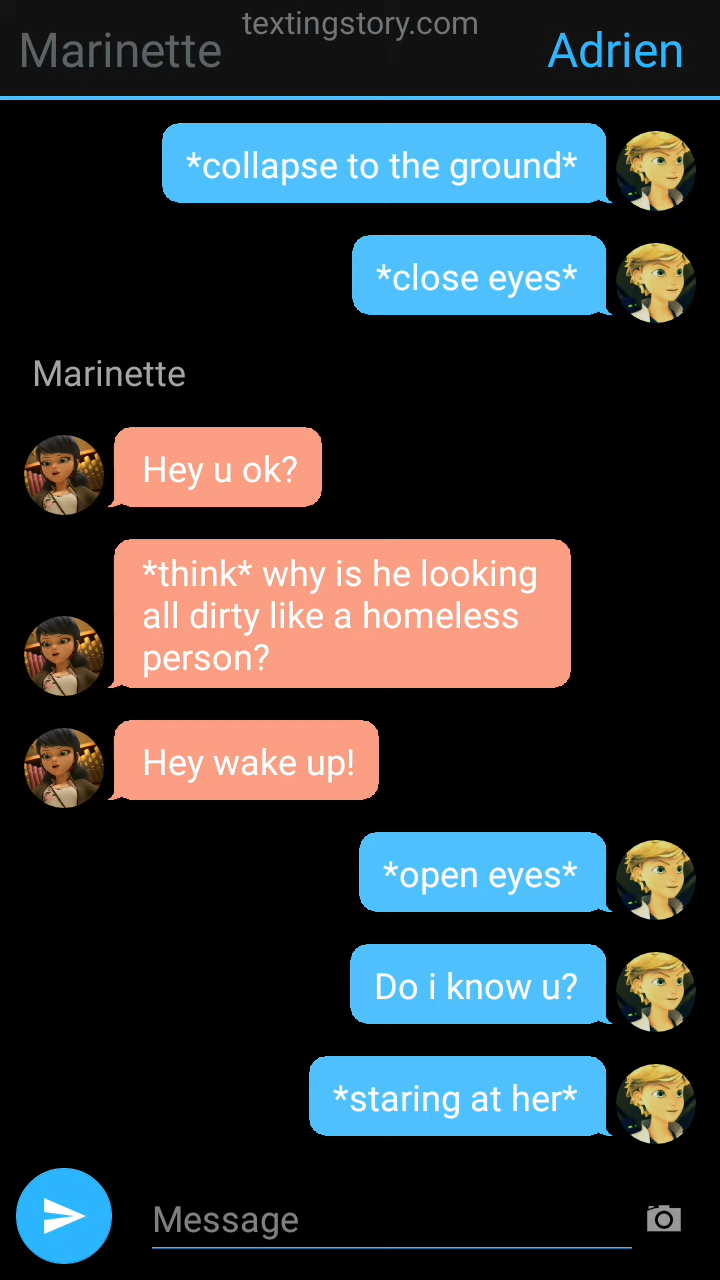 textingstory.com
Marinette
Adrien
*collapse to the ground*
*close eyes*
Marinette
Hey u ok?
*think* why is he looking
all dirty like a homeless
person?
Hey wake up!
*open eyes*
Do i know u?
*staring at her*
Message